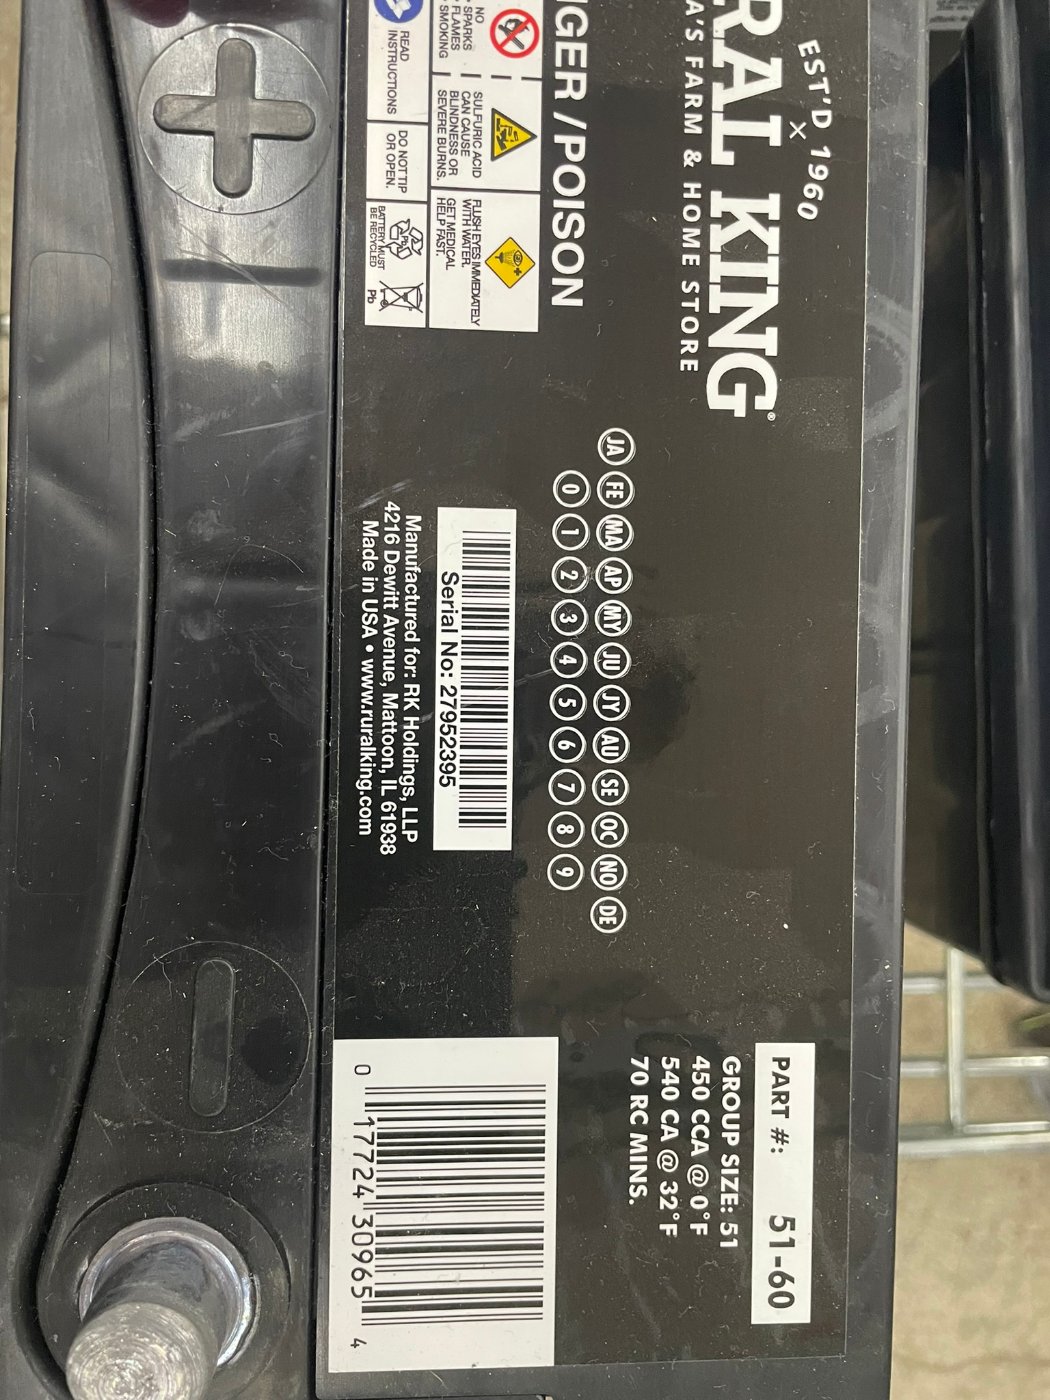 EST'D × 1960
RAL KING®
A'S FARM & HOME STORE
GER / POISON
NO
• SPARKS
• FLAMES
• SMOKING
SULFURIC ACID
CAN CAUSE
BLINDNESS OR
SEVERE BURNS.
FLUSH EYES IMMEDIATELY
WITH WATER.
GET MEDICAL
HELP FAST.
READ
INSTRUCTIONS
DO NOT TIP
OR OPEN.
BATTERY MUST
BE RECYCLED
Pb
JA FE MA AP MY JU JY AU SE OC NO DE
0 1 2 3 4 5 6 7 8 9
Serial No: 27952395
Manufactured for: RK Holdings, LLP
4216 Dewitt Avenue, Mattoon, IL 61938
Made in USA • www.ruralking.com
PART #: 51-60
GROUP SIZE: 51
450 CCA @ 0°F
540 CA @ 32°F
70 RC MINS.
0 17724 30965 4